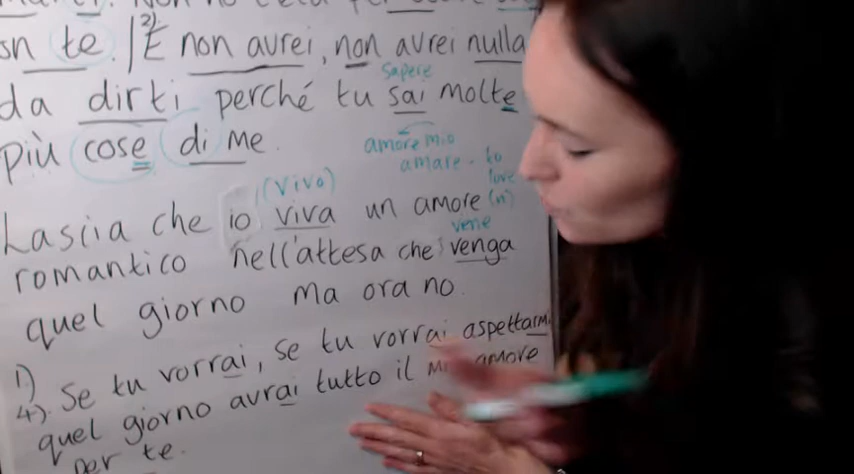 te. | 2) E non avrei, non avrei nulla
sapere
da dirti perché tu sai molte
più cose di me.
amore mio
amare - to love
(n)
(vivo)
Lascia che io viva un amore
viene
romantico nell'attesa che venga
quel giorno ma ora no.
1) Se tu vorrai, se tu vorrai aspettarmi
4). quel giorno avrai tutto il amore
per te.